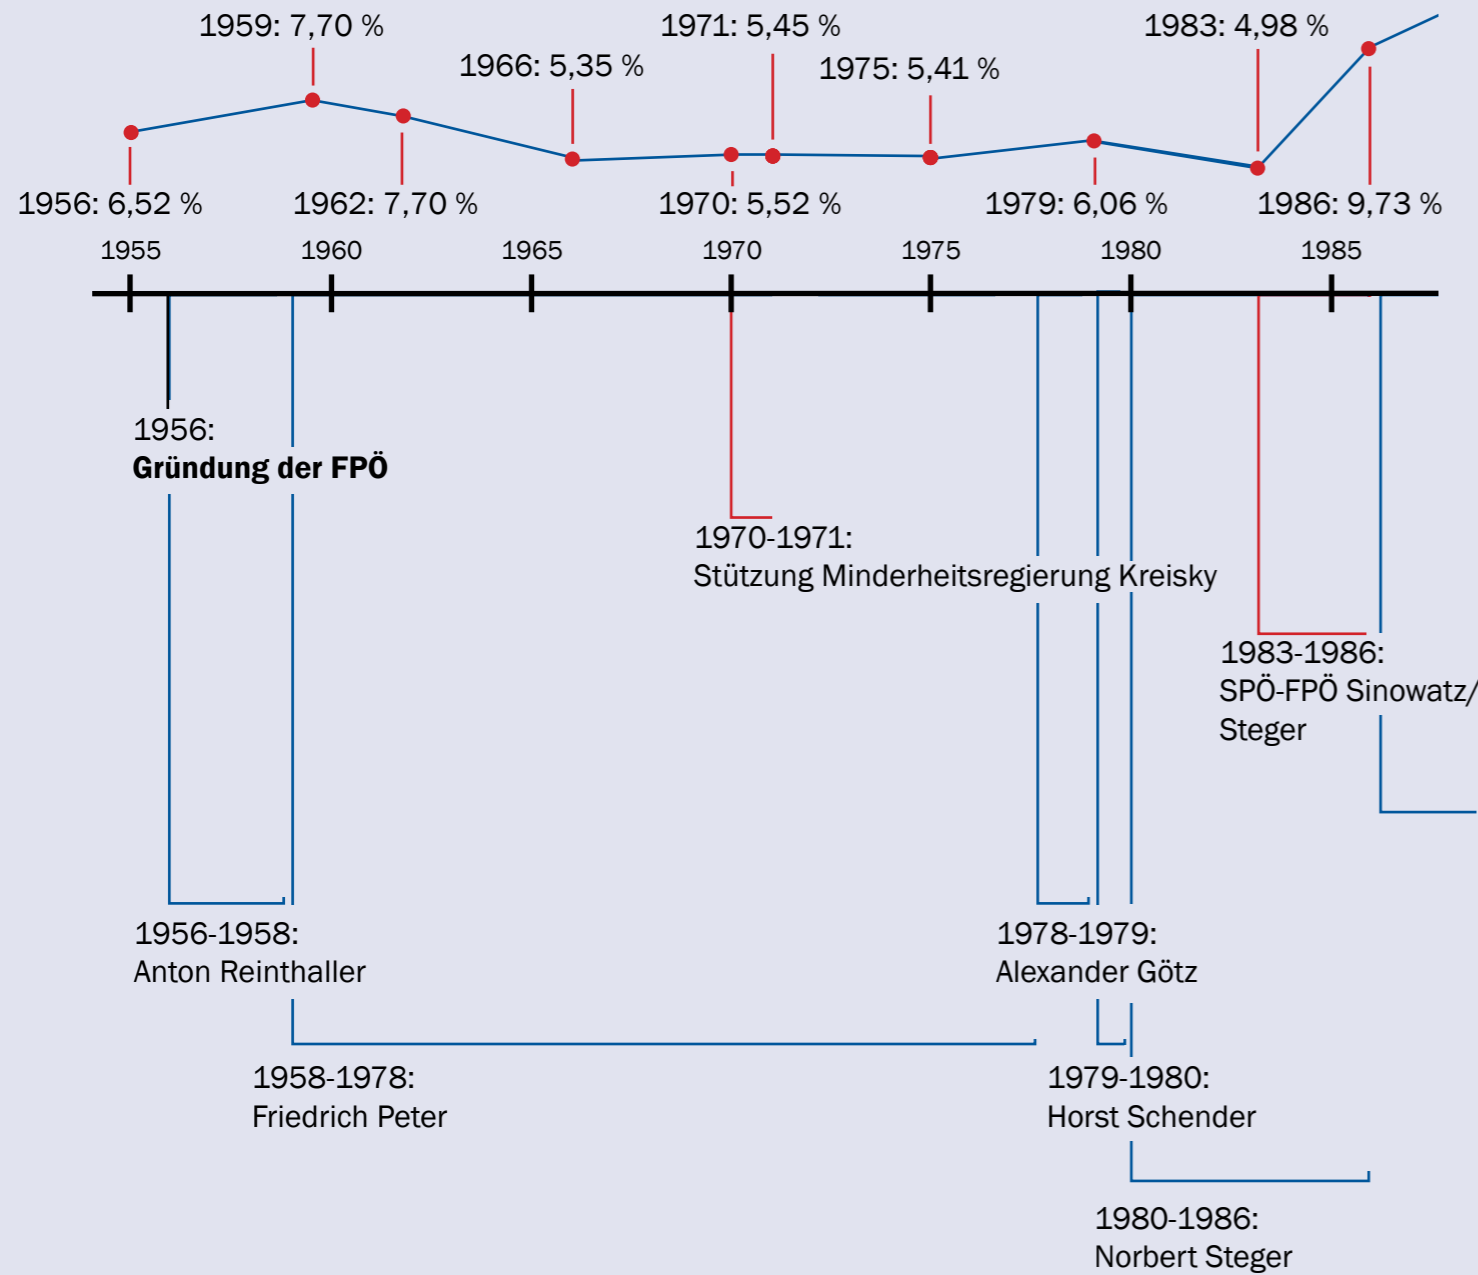 1959: 7,70 %
1971: 5,45 %
1983: 4,98 %
1966: 5,35 %
1975: 5,41 %
1956: 6,52 %
1962: 7,70 %
1970: 5,52 %
1979: 6,06 %
1986: 9,73 %
1955
1960
1965
1970
1975
1980
1985
1956:
Gründung der FPÖ
1970-1971:
Stützung Minderheitsregierung Kreisky
1983-1986:
SPÖ-FPÖ Sinowatz/
Steger
1956-1958:
Anton Reinthaller
1978-1979:
Alexander Götz
1958-1978:
Friedrich Peter
1979-1980:
Horst Schender
1980-1986:
Norbert Steger